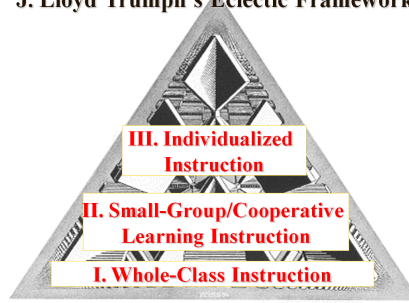 J. Lloyd Trump's Eclectic Framework
III. Individualized
Instruction
II. Small-Group/Cooperative
Learning Instruction
I. Whole-Class Instruction